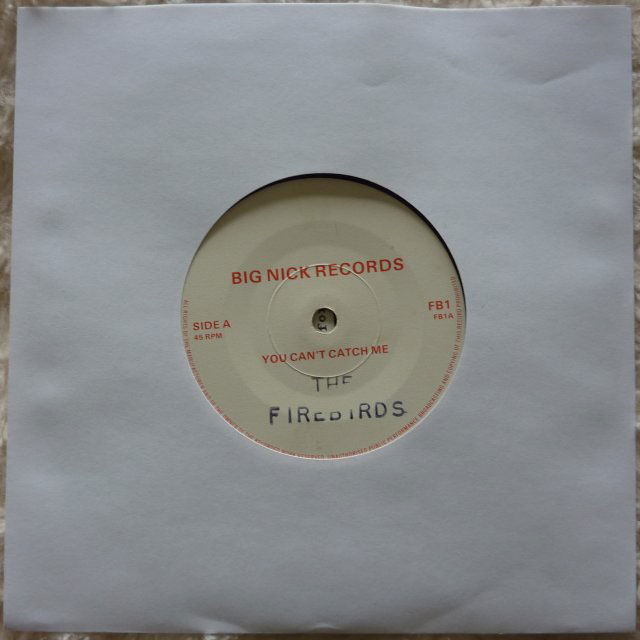 BIG NICK RECORDS
SIDE A
45 RPM
FB1
FB1A
YOU CAN'T CATCH ME
THE
FIREBIRDS